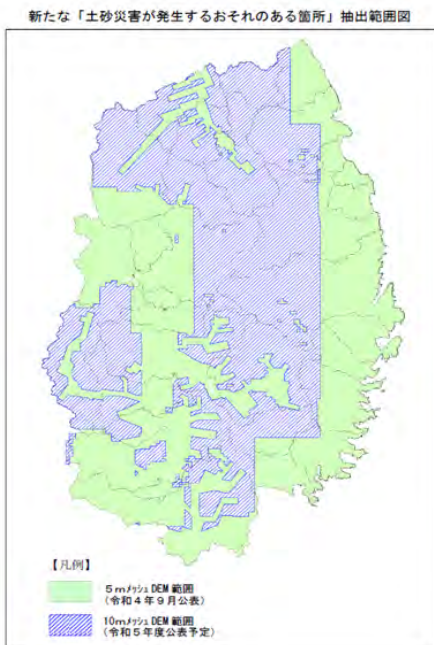 新たな「土砂災害が発生するおそれのある箇所」抽出範囲図
【凡例】
5mメッシュDEM範囲
(令和4年9月公表)
10mメッシュDEM範囲
(令和5年度公表予定)